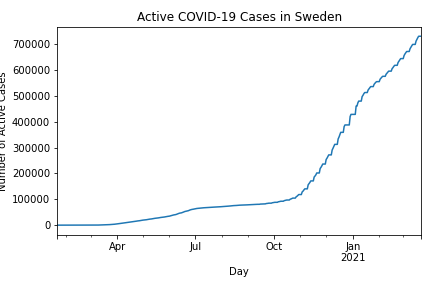 Active COVID-19 Cases in Sweden
Number of Active Cases
700000
600000
500000
400000
300000
200000
100000
0
Apr
Jul
Oct
Jan
2021
Day